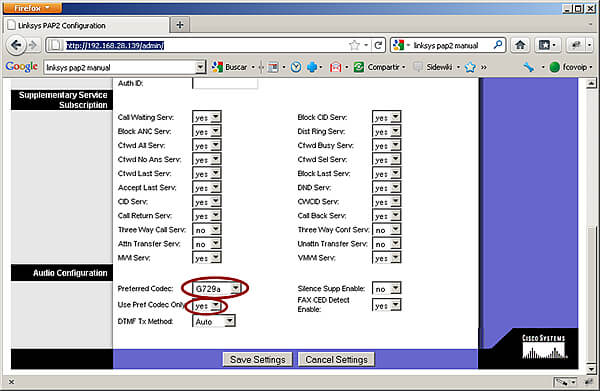 Firefox
Linksys PAP2 Configuration
http://192.168.28.139/admin/
linksys pap2 manual
Google linksys pap2 manual Buscar Compartir Sidewiki fcovoip
Auth ID:
Supplementary Service Subscription
Call Waiting Serv: yes Block CID Serv: yes
Block ANC Serv: yes Dist Ring Serv: yes
Cfwd All Serv: yes Cfwd Busy Serv: yes
Cfwd No Ans Serv: yes Cfwd Sel Serv: yes
Cfwd Last Serv: yes Block Last Serv: yes
Accept Last Serv: yes DND Serv: yes
CID Serv: yes CWCID Serv: yes
Call Return Serv: yes Call Back Serv: yes
Three Way Call Serv: no Three Way Conf Serv: no
Attn Transfer Serv: no Unattn Transfer Serv: no
MWI Serv: yes VMWI Serv: yes
Audio Configuration
Preferred Codec: G729a Silence Supp Enable: no
Use Pref Codec Only: yes FAX CED Detect Enable: yes
DTMF Tx Method: Auto
Save Settings Cancel Settings
CISCO SYSTEMS